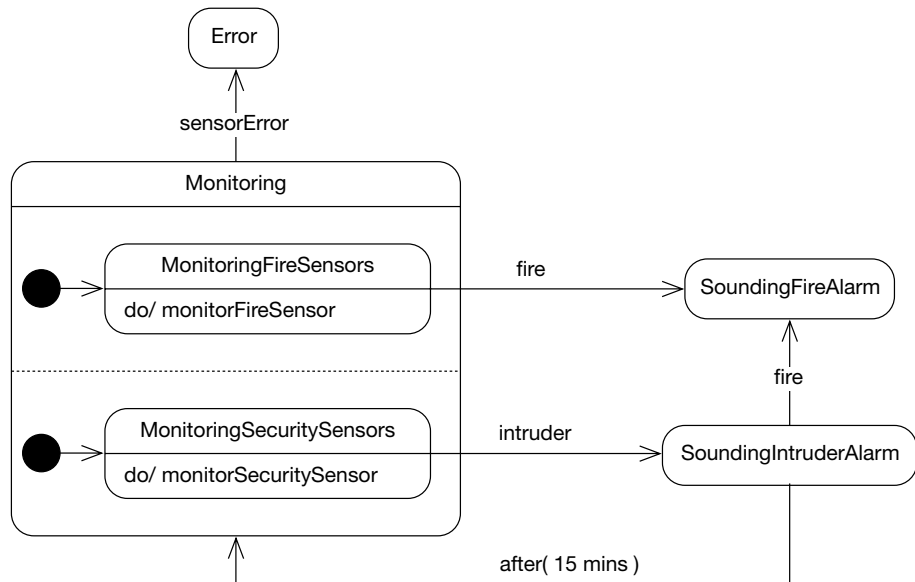 Error
sensorError
Monitoring
MonitoringFireSensors
do/ monitorFireSensor
fire
SoundingFireAlarm
fire
MonitoringSecuritySensors
do/ monitorSecuritySensor
intruder
SoundingIntruderAlarm
after( 15 mins )